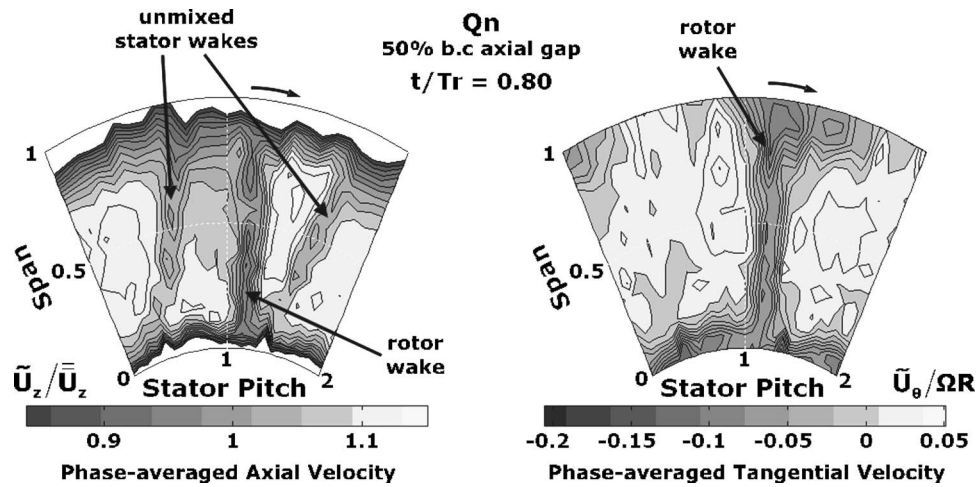 unmixed
stator wakes
Qn
50% b.c axial gap
t/Tr = 0.80
rotor
wake
1
0.5
Span
0
1
2
Stator Pitch
rotor
wake
1
0.5
Span
0
1
2
Stator Pitch
Ũz/Ū̄z
0.9
1
1.1
Phase-averaged Axial Velocity
Ũθ/ΩR
-0.2
-0.15
-0.1
-0.05
0
0.05
Phase-averaged Tangential Velocity